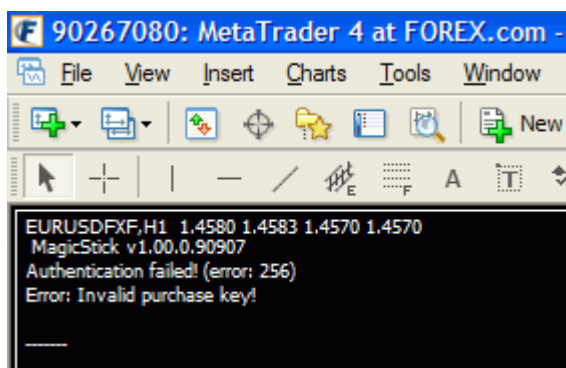 90267080: MetaTrader 4 at FOREX.com -
File View Insert Charts Tools Window
New
E F A T
EURUSDFXF,H1 1.4580 1.4583 1.4570 1.4570
MagicStick v1.00.0.90907
Authentication failed! (error: 256)
Error: Invalid purchase key!
-------